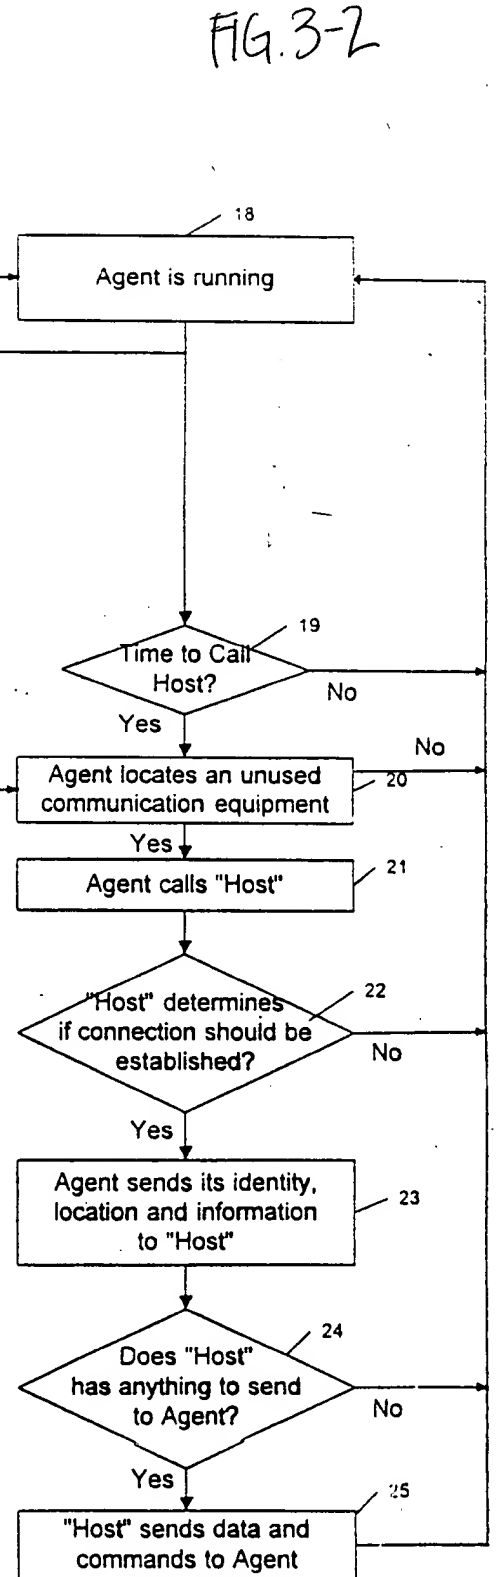 FIG. 3-2
18
Agent is running
19
Time to Call
Host?
No
Yes
No
Agent locates an unused
communication equipment
20
Yes
21
Agent calls "Host"
22
"Host" determines
if connection should be
established?
No
Yes
Agent sends its identity,
location and information
to "Host"
23
24
Does "Host"
has anything to send
to Agent?
No
Yes
25
"Host" sends data and
commands to Agent